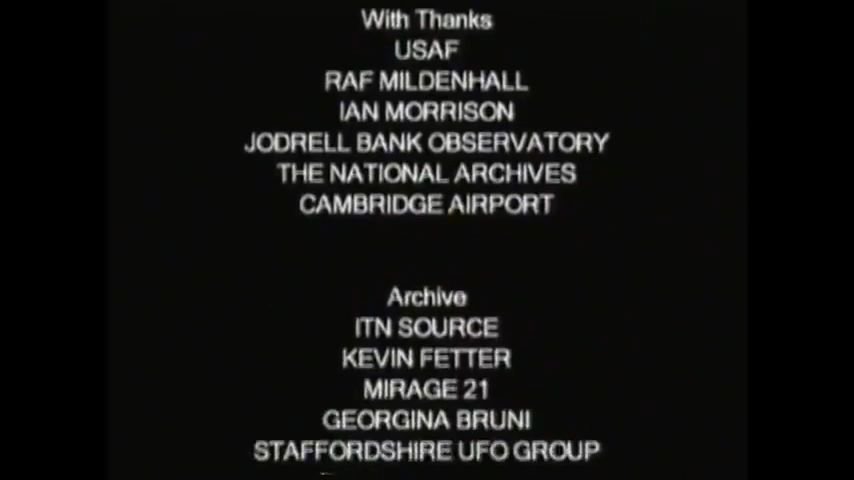 With Thanks
USAF
RAF MILDENHALL
IAN MORRISON
JODRELL BANK OBSERVATORY
THE NATIONAL ARCHIVES
CAMBRIDGE AIRPORT
Archive
ITN SOURCE
KEVIN FETTER
MIRAGE 21
GEORGINA BRUNI
STAFFORDSHIRE UFO GROUP